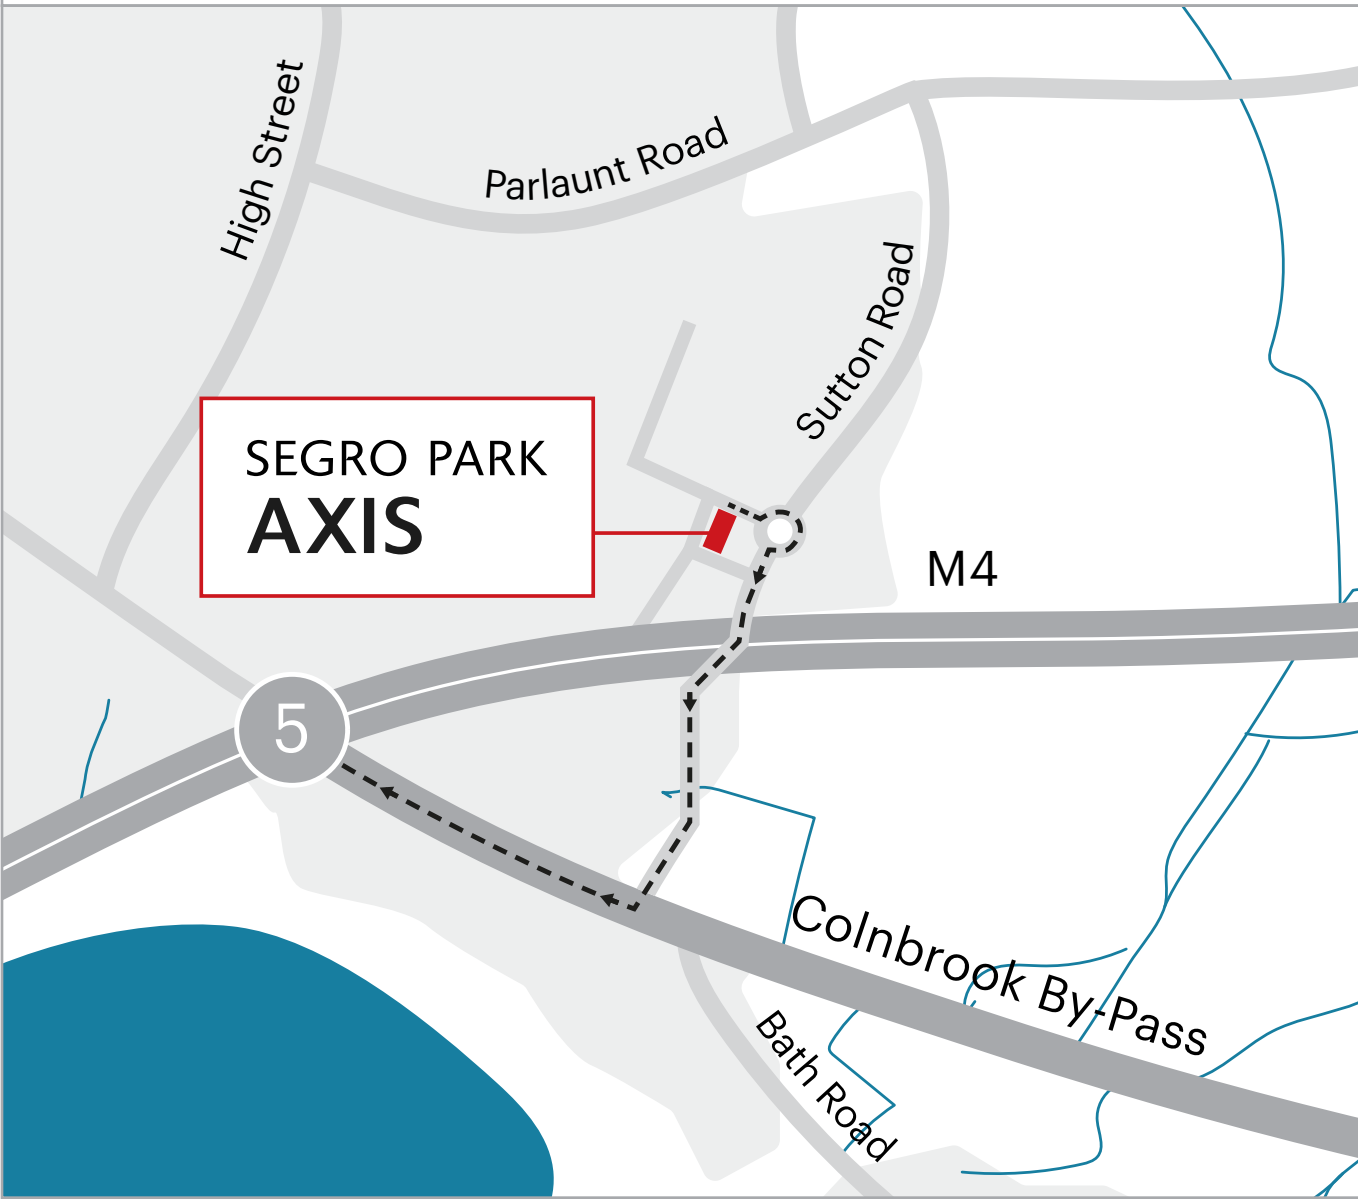 High Street
Parlaunt Road
Sutton Road
SEGRO PARK
AXIS
M4
5
Colnbrook By-Pass
Bath Road